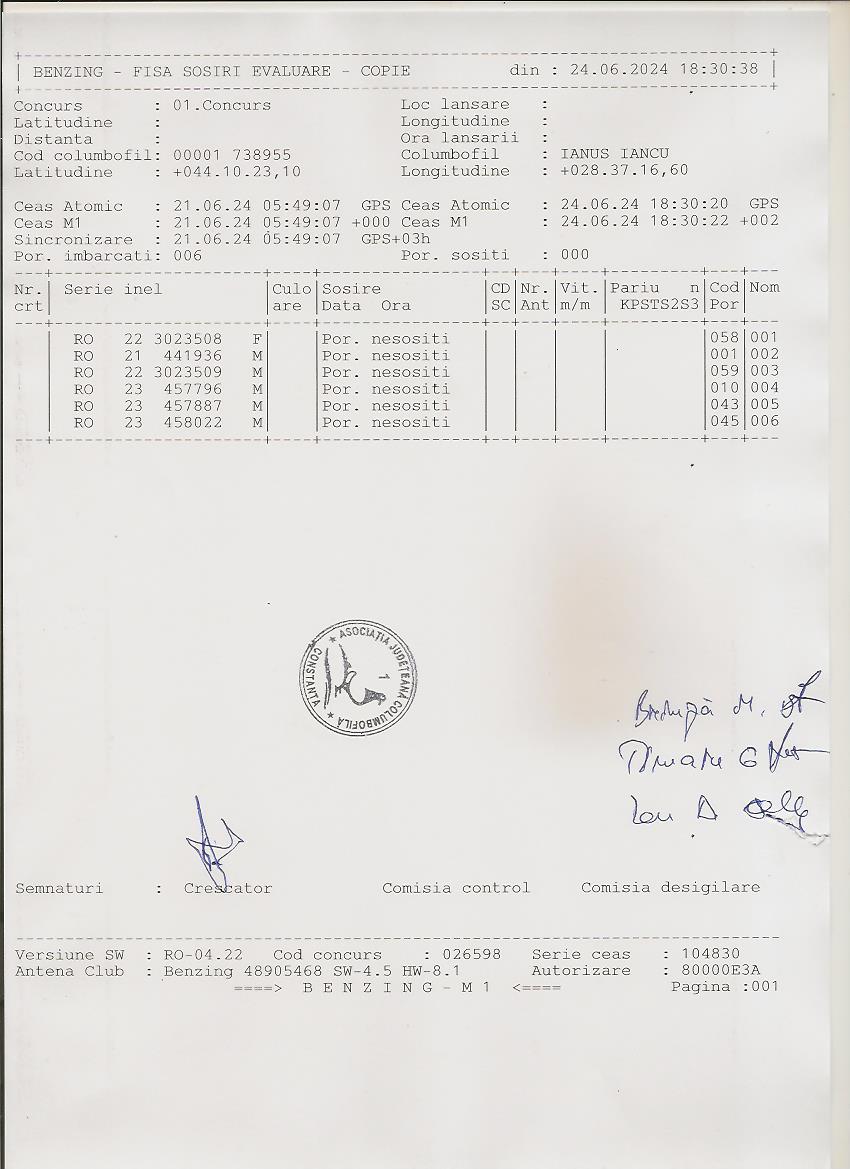 BENZING - FISA SOSIRI EVALUARE - COPIE din : 24.06.2024 18:30:38
Concurs : 01.Concurs Loc lansare :
Latitudine : Longitudine :
Distanta : Ora lansarii :
Cod columbofil: 00001 738955 Columbofil : IANUS IANCU
Latitudine : +044.10.23,10 Longitudine : +028.37.16,60
Ceas Atomic : 21.06.24 05:49:07 GPS Ceas Atomic : 24.06.24 18:30:20 GPS
Ceas M1 : 21.06.24 05:49:07 +000 Ceas M1 : 24.06.24 18:30:22 +002
Sincronizare : 21.06.24 05:49:07 GPS+03h
Por. imbarcati: 006 Por. sositi : 000
Nr. Serie inel Culo Sosire CD Nr. Vit. Pariu n Cod Nom
crt are Data Ora SC Ant m/m KPSTS2S3 Por
RO 22 3023508 F Por. nesositi 058 001
RO 21 441936 M Por. nesositi 001 002
RO 22 3023509 M Por. nesositi 059 003
RO 23 457796 M Por. nesositi 010 004
RO 23 457887 M Por. nesositi 043 005
RO 23 458022 M Por. nesositi 045 006
★ ASOCIAŢIA JUDEŢEANA COLUMBOFILĂ ★ CONSTANŢA
1
M.
G
D
Semnaturi : Crescator Comisia control Comisia desigilare
Versiune SW : RO-04.22 Cod concurs : 026598 Serie ceas : 104830
Antena Club : Benzing 48905468 SW-4.5 HW-8.1 Autorizare : 80000E3A
====> B E N Z I N G - M 1 <==== Pagina :001